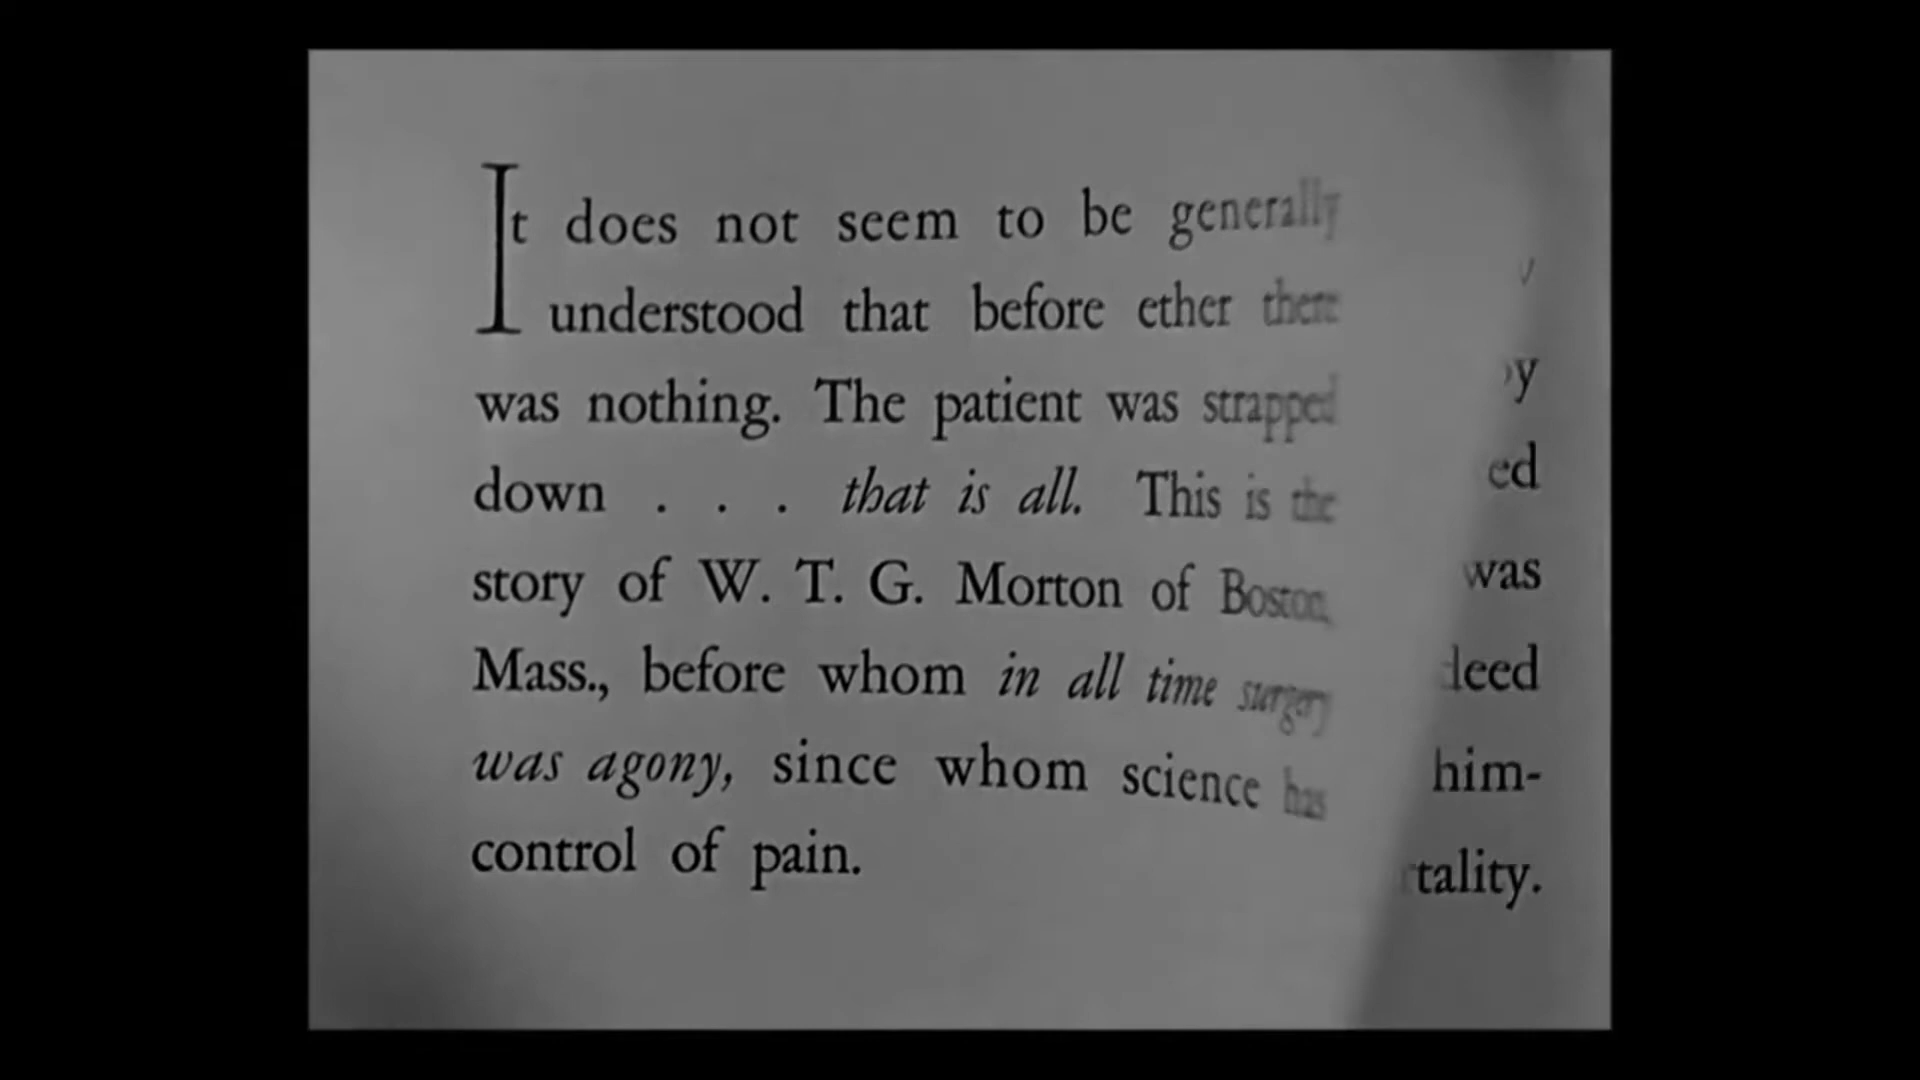 It does not seem to be generally
understood that before ether there
was nothing. The patient was strapped
down . . . that is all. This is the
story of W. T. G. Morton of Boston,
Mass., before whom in all time surgery
was agony, since whom science has
control of pain.
y
ed
was
deed
him-
tality.